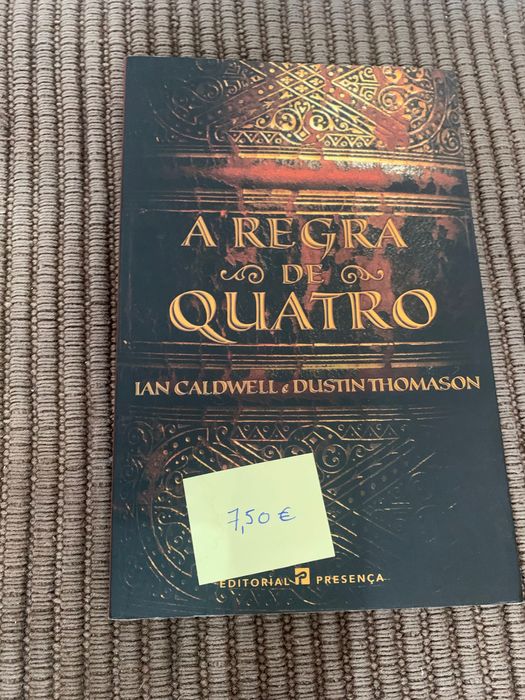 A REGRA
DE
QUATRO
IAN CALDWELL e DUSTIN THOMASON
7,50 €
EDITORIAL P PRESENÇA